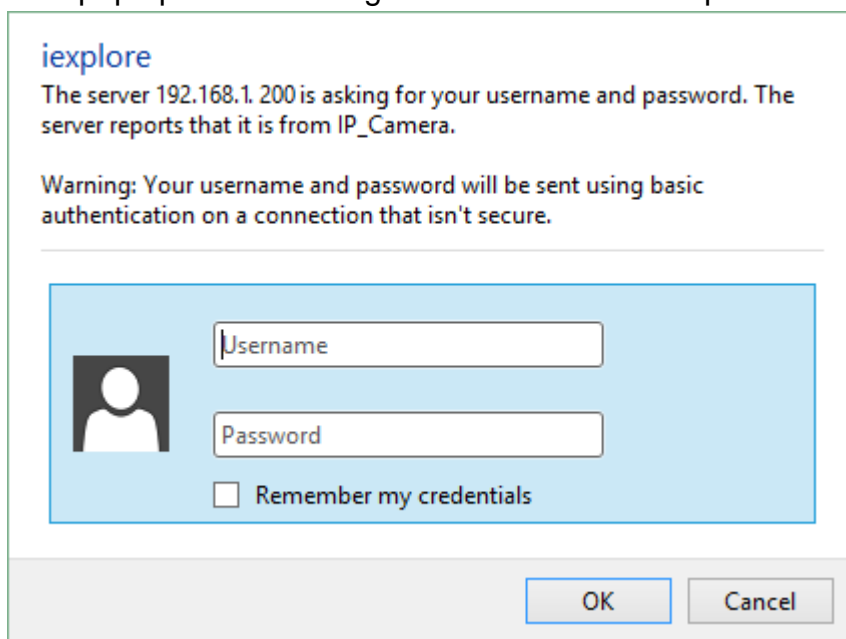 iexplore
The server 192.168.1. 200 is asking for your username and password. The
server reports that it is from IP_Camera.
Warning: Your username and password will be sent using basic
authentication on a connection that isn't secure.
Username
Password
Remember my credentials
OK Cancel